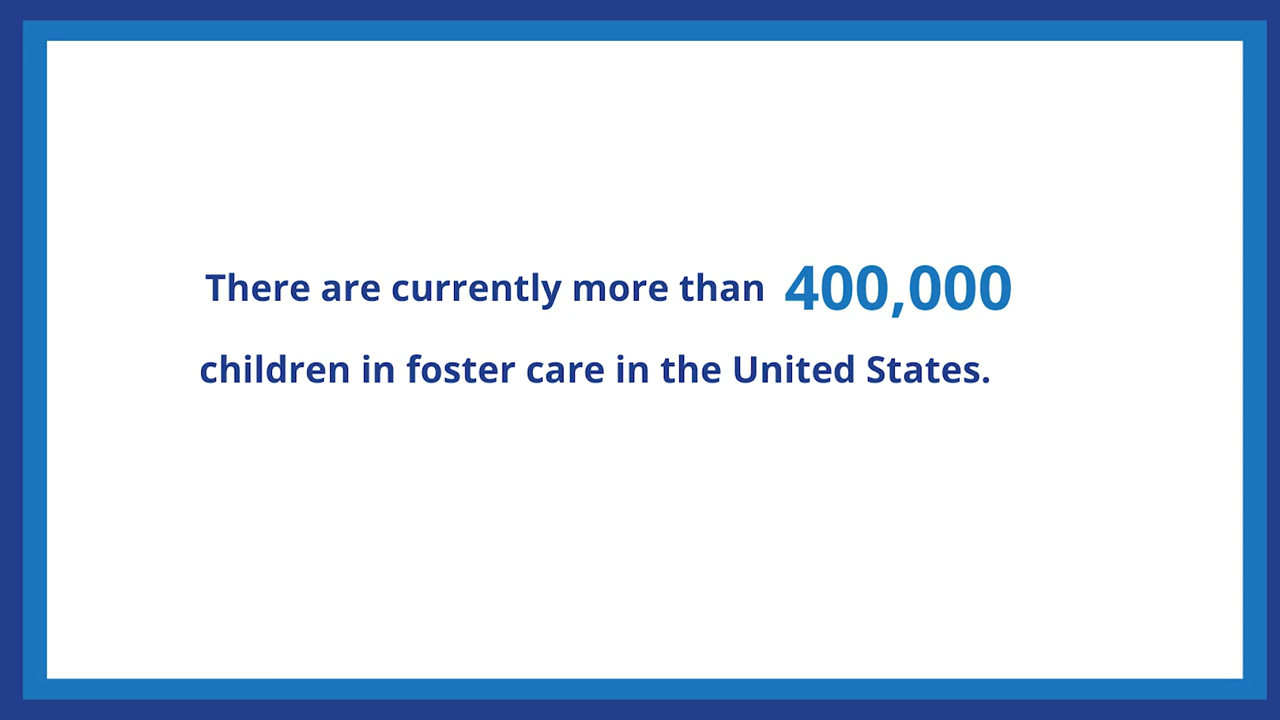 There are currently more than 400,000
children in foster care in the United States.